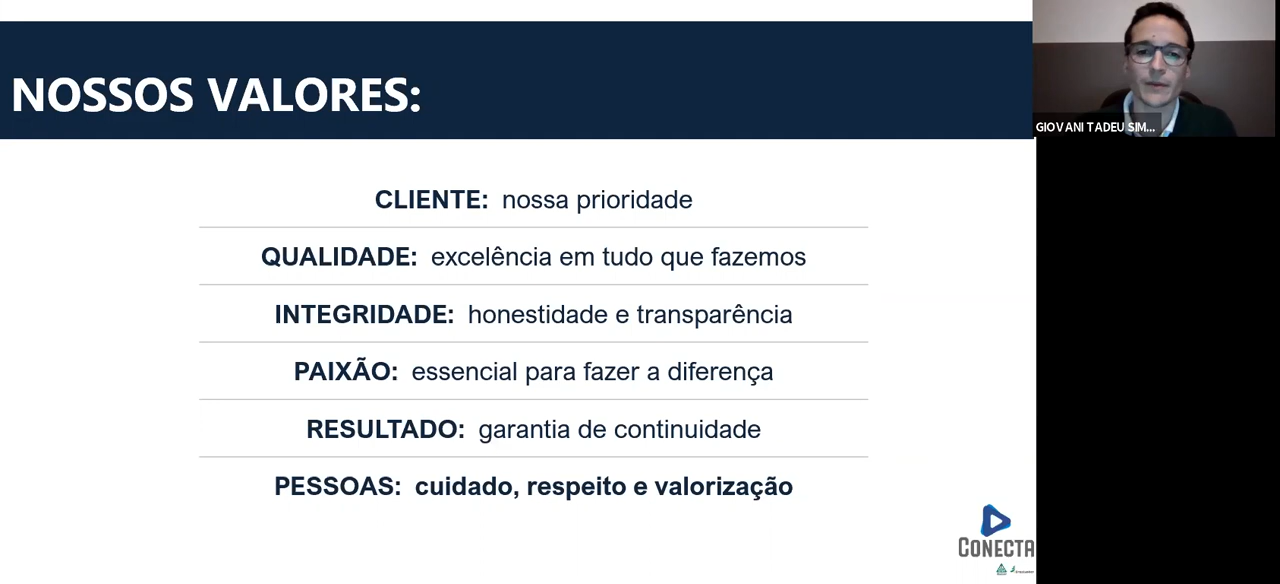 NOSSOS VALORES:
GIOVANI TADEU SIM...
CLIENTE: nossa prioridade
QUALIDADE: excelência em tudo que fazemos
INTEGRIDADE: honestidade e transparência
PAIXÃO: essencial para fazer a diferença
RESULTADO: garantia de continuidade
PESSOAS: cuidado, respeito e valorização
CONECTA